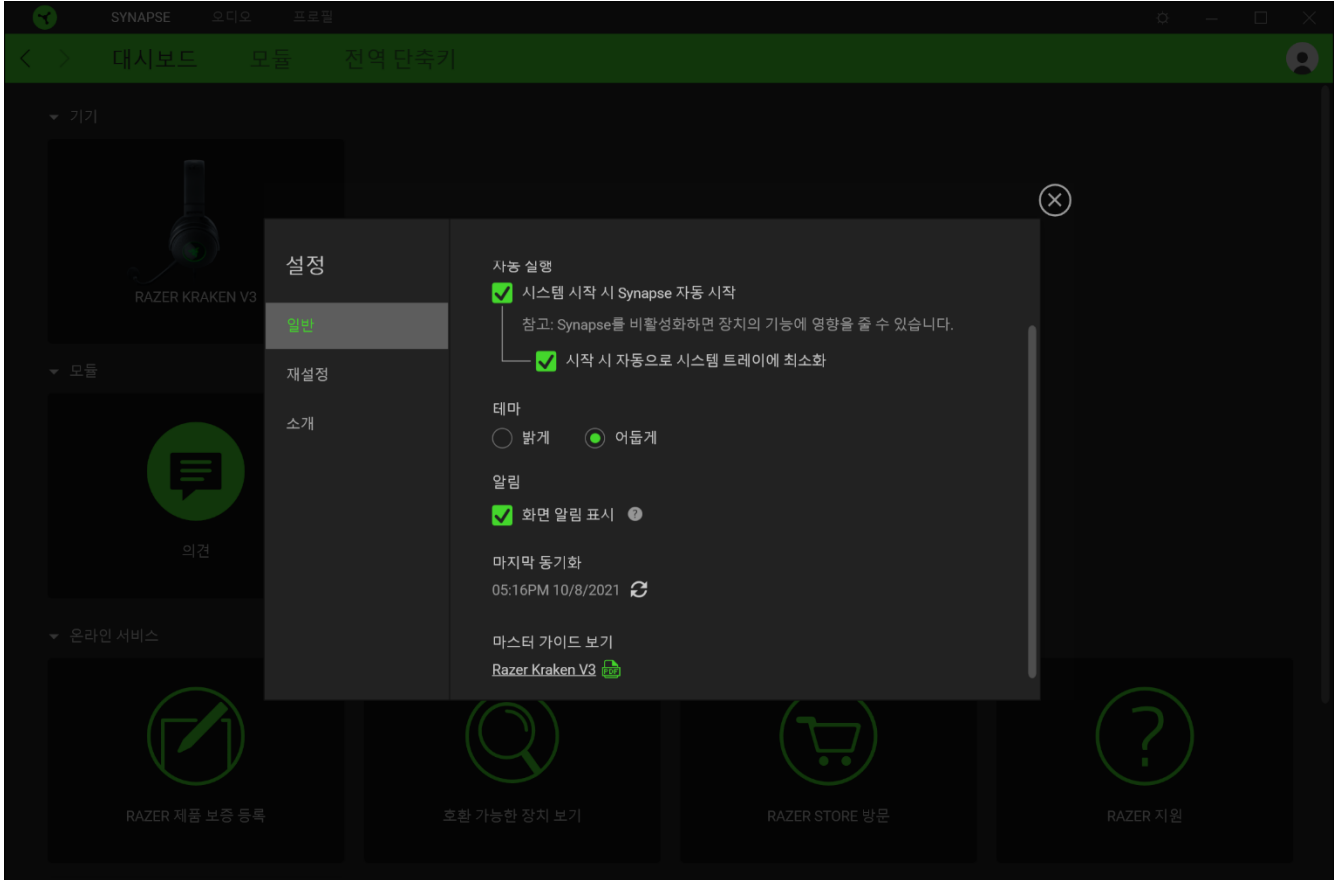 SYNAPSE 오디오 프로필
대시보드 모듈 전역 단축키
기기
RAZER KRAKEN V3
모듈
의견
온라인 서비스
RAZER 제품 보증 등록
호환 가능한 장치 보기
RAZER STORE 방문
RAZER 지원
설정
일반
재설정
소개
자동 실행
시스템 시작 시 Synapse 자동 시작
참고: Synapse를 비활성화하면 장치의 기능에 영향을 줄 수 있습니다.
시작 시 자동으로 시스템 트레이에 최소화
테마
밝게 어둡게
알림
화면 알림 표시 ?
마지막 동기화
05:16PM 10/8/2021
마스터 가이드 보기
Razer Kraken V3 PDF